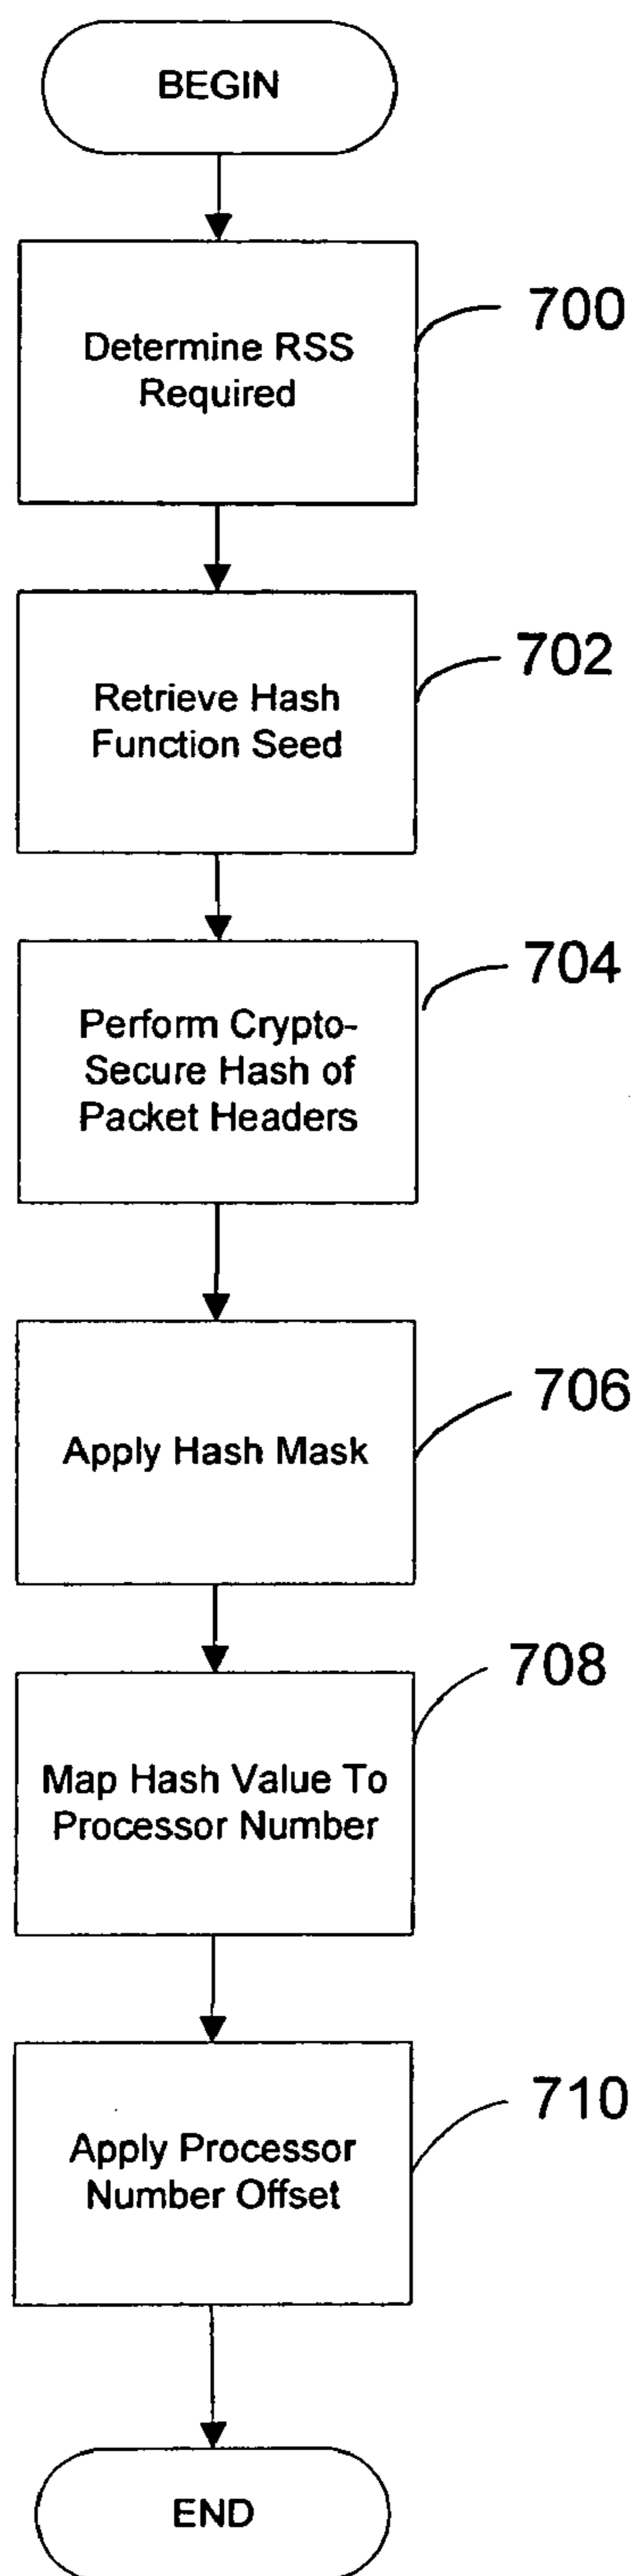 BEGIN
700
Determine RSS
Required
702
Retrieve Hash
Function Seed
704
Perform Crypto-
Secure Hash of
Packet Headers
706
Apply Hash Mask
708
Map Hash Value To
Processor Number
710
Apply Processor
Number Offset
END